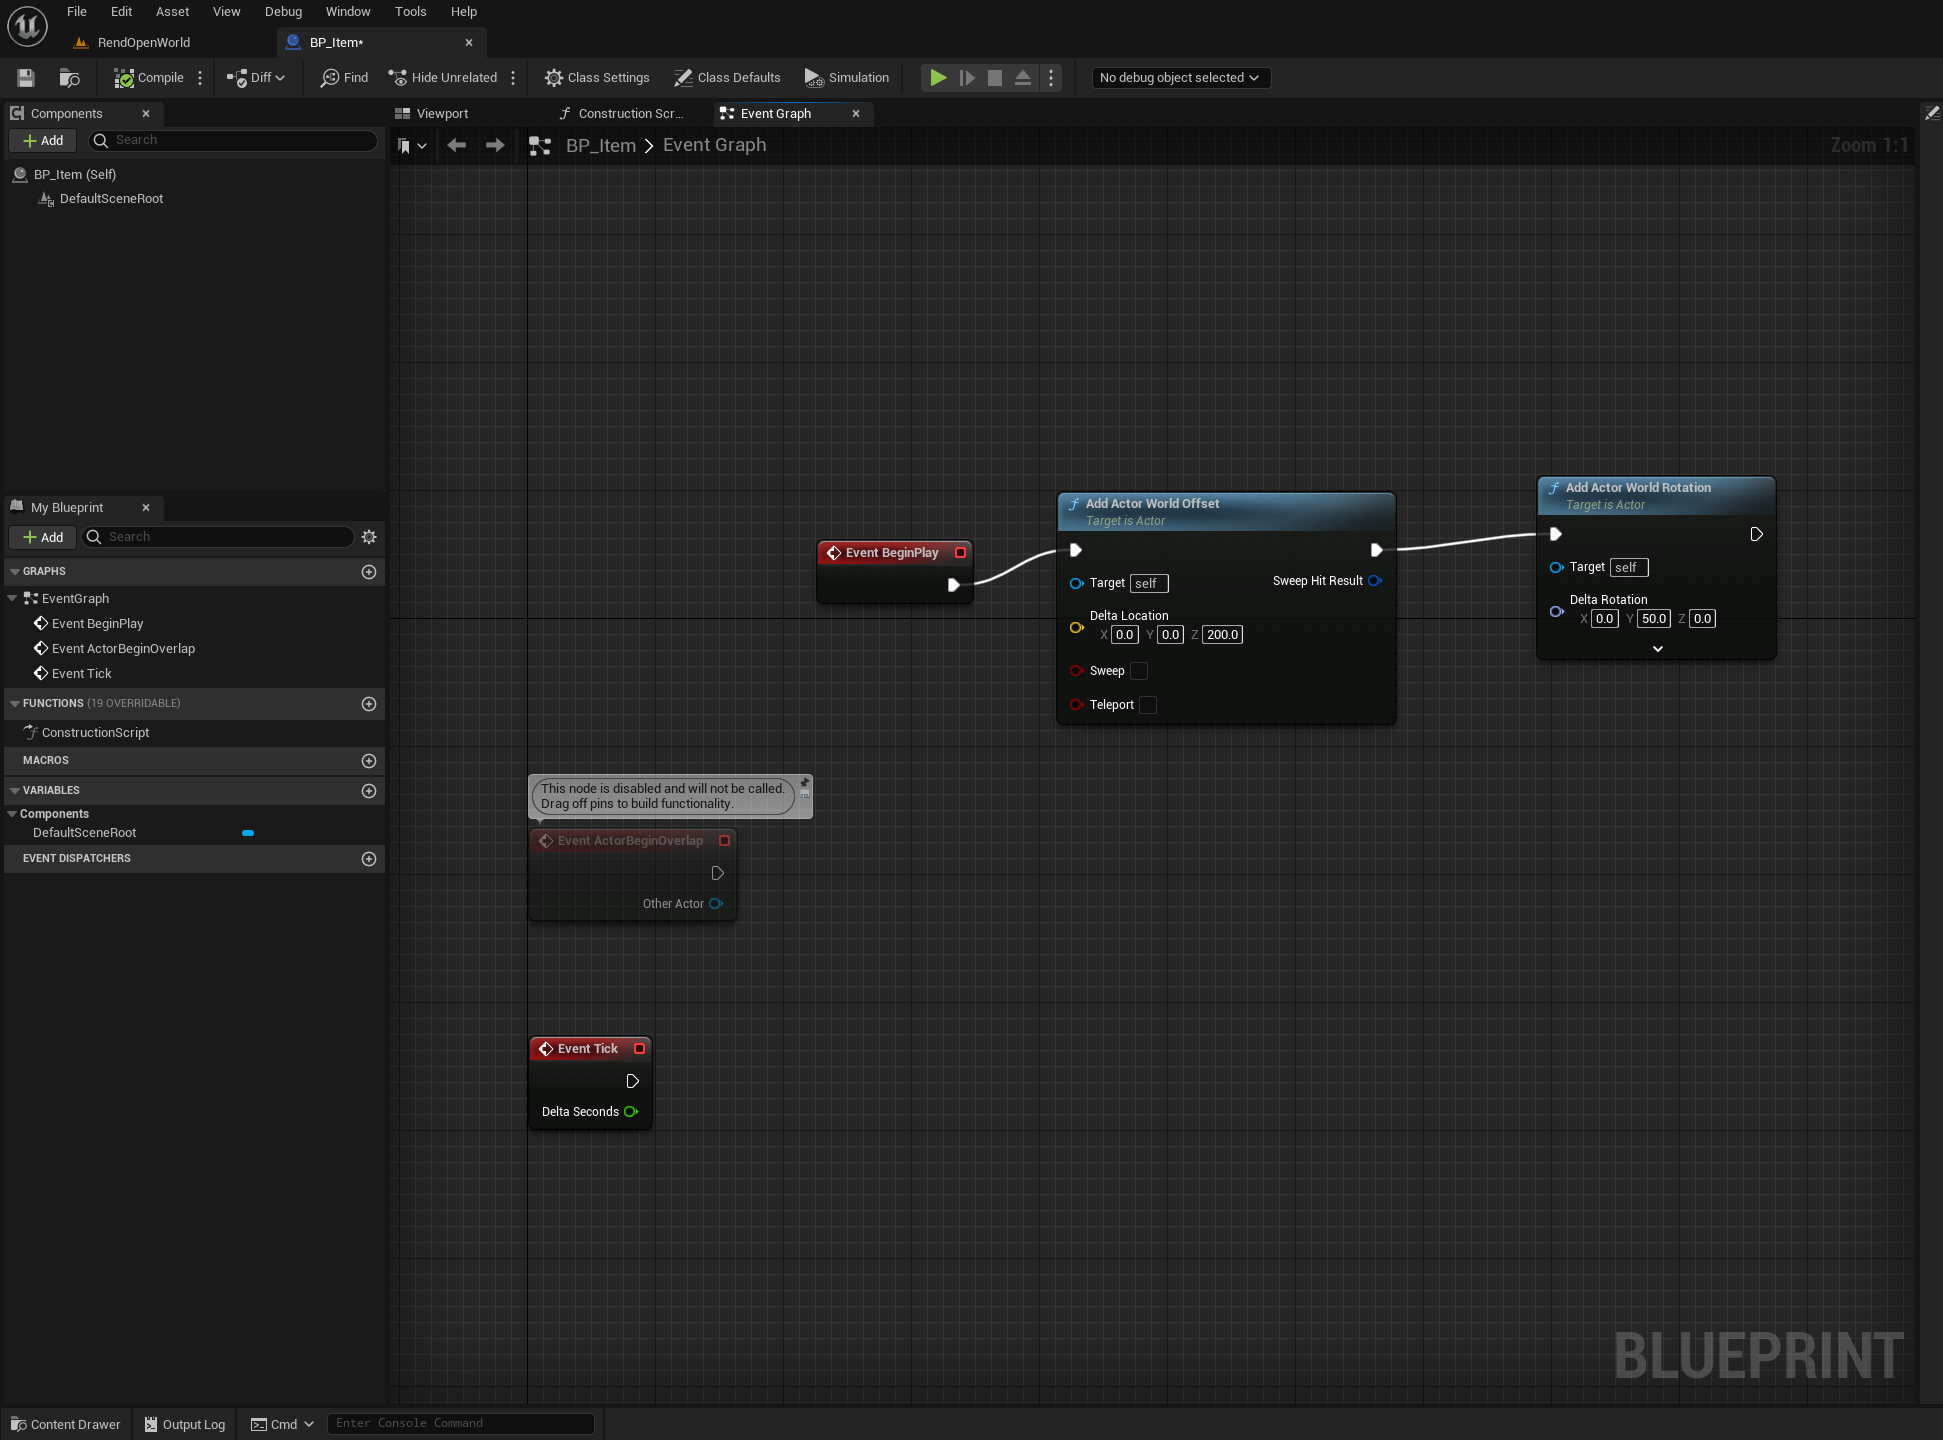 File Edit Asset View Debug Window Tools Help
RendOpenWorld BP_Item*
Compile Diff Find Hide Unrelated Class Settings Class Defaults Simulation No debug object selected
Components
Viewport Construction Scr... Event Graph
Add Search
BP_Item > Event Graph Zoom 1:1
BP_Item (Self)
DefaultSceneRoot
My Blueprint
Add Search
GRAPHS
EventGraph
Event BeginPlay
Event ActorBeginOverlap
Event Tick
FUNCTIONS (19 OVERRIDABLE)
ConstructionScript
MACROS
VARIABLES
Components
DefaultSceneRoot
EVENT DISPATCHERS
Event BeginPlay
Add Actor World Offset
Target is Actor
Target self Sweep Hit Result
Delta Location
X 0.0 Y 0.0 Z 200.0
Sweep
Teleport
Add Actor World Rotation
Target is Actor
Target self
Delta Rotation
X 0.0 Y 50.0 Z 0.0
This node is disabled and will not be called.
Drag off pins to build functionality.
Event ActorBeginOverlap
Other Actor
Event Tick
Delta Seconds
BLUEPRINT
Content Drawer Output Log Cmd Enter Console Command